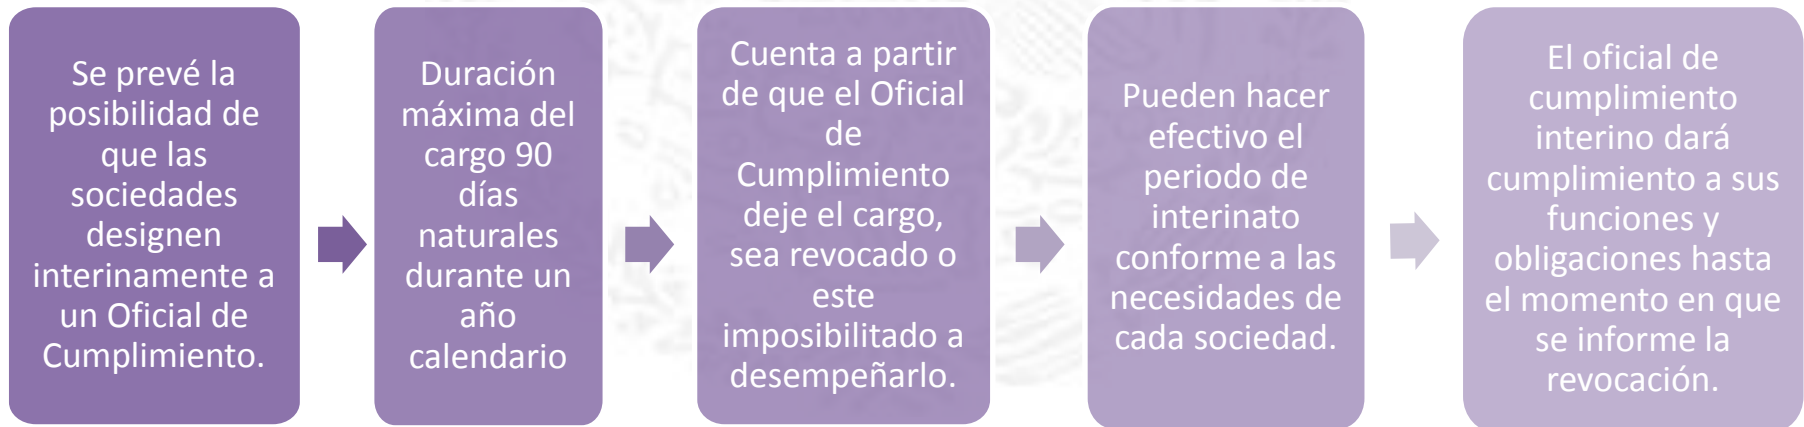 Se prevé la
posibilidad de
que las
sociedades
designen
interinamente a
un Oficial de
Cumplimiento.
Duración
máxima del
cargo 90
días
naturales
durante un
año
calendario
Cuenta a partir
de que el Oficial
de
Cumplimiento
deje el cargo,
sea revocado o
este
imposibilitado a
desempeñarlo.
Pueden hacer
efectivo el
periodo de
interinato
conforme a las
necesidades de
cada sociedad.
El oficial de
cumplimiento
interino dará
cumplimiento a sus
funciones y
obligaciones hasta
el momento en que
se informe la
revocación.